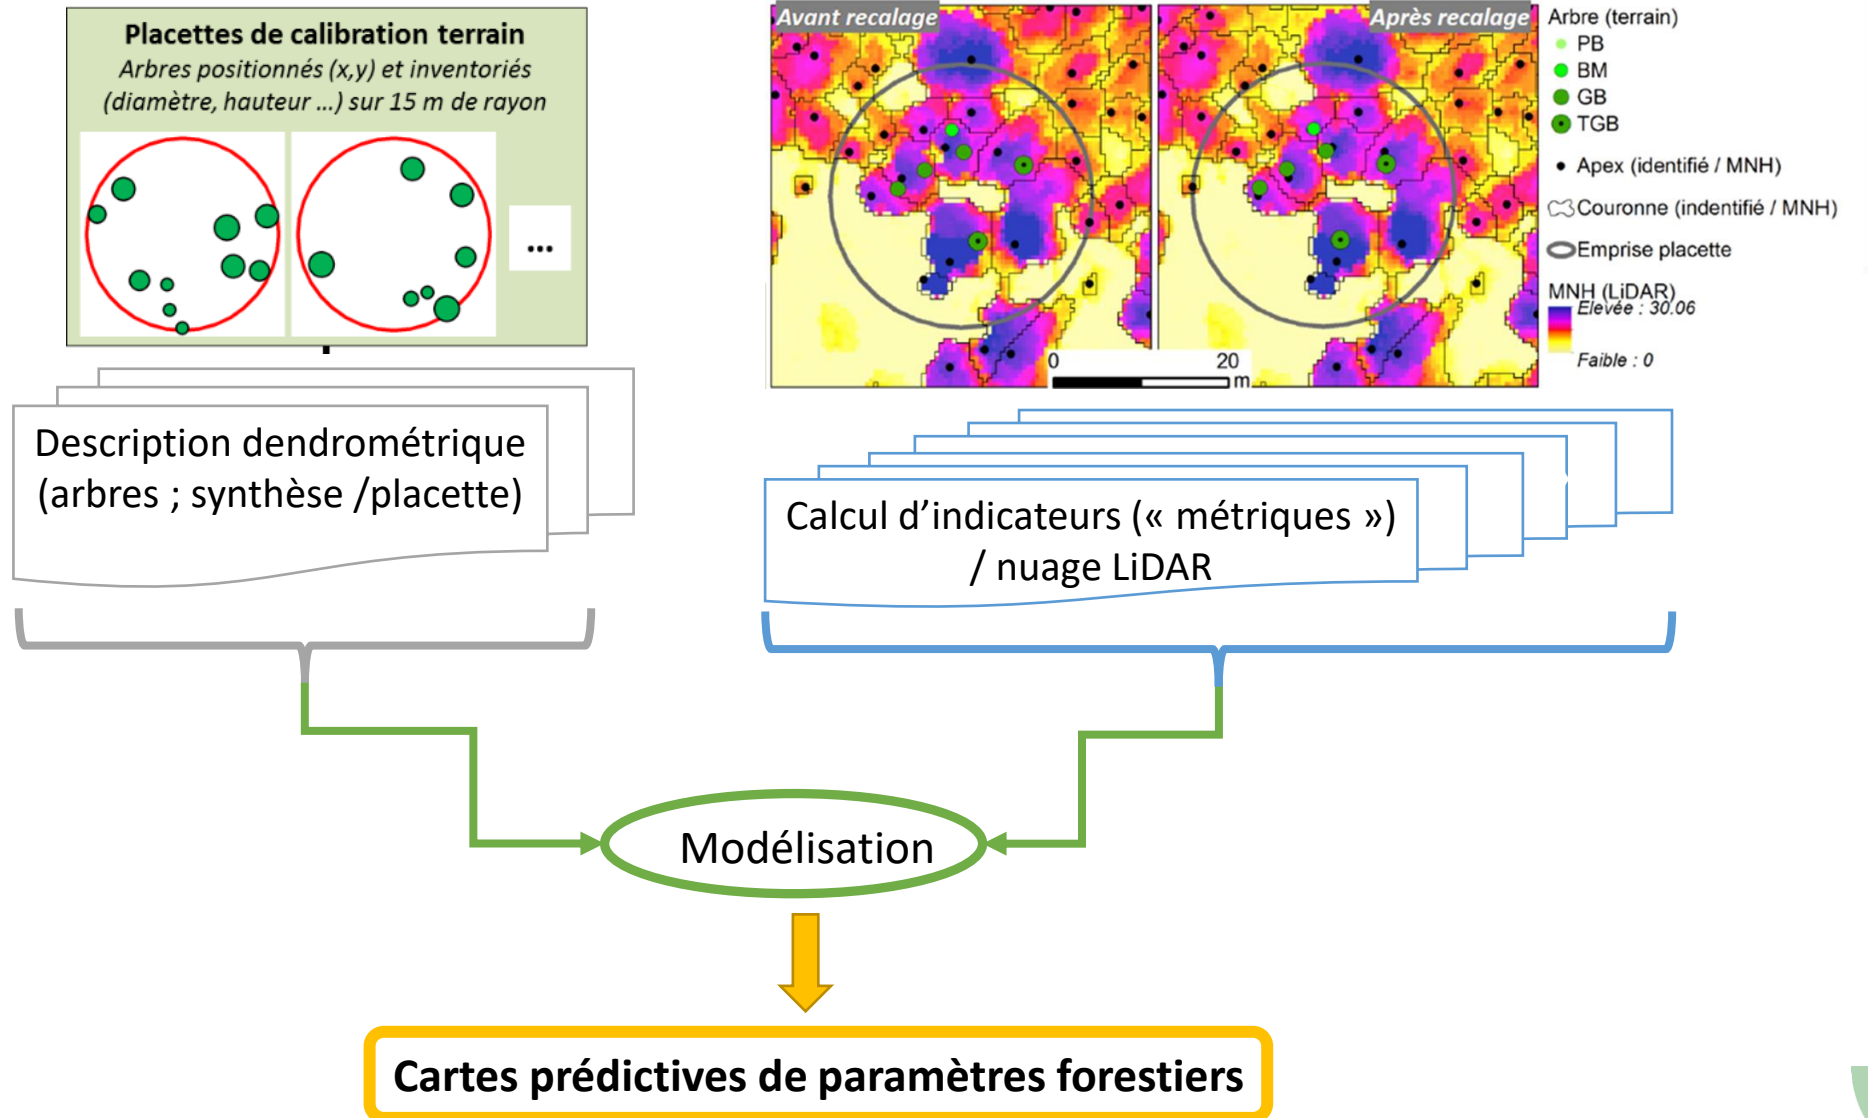 Placettes de calibration terrain
Arbres positionnés (x,y) et inventoriés
(diamètre, hauteur ...) sur 15 m de rayon
...
Avant recalage
Après recalage
0
20
m
Arbre (terrain)
PB
BM
GB
TGB
Apex (identifié / MNH)
Couronne (indentifié / MNH)
Emprise placette
MNH (LiDAR)
Elevée : 30.06
Faible : 0
Description dendrométrique
(arbres ; synthèse /placette)
Calcul d'indicateurs (« métriques »)
/ nuage LiDAR
Modélisation
Cartes prédictives de paramètres forestiers